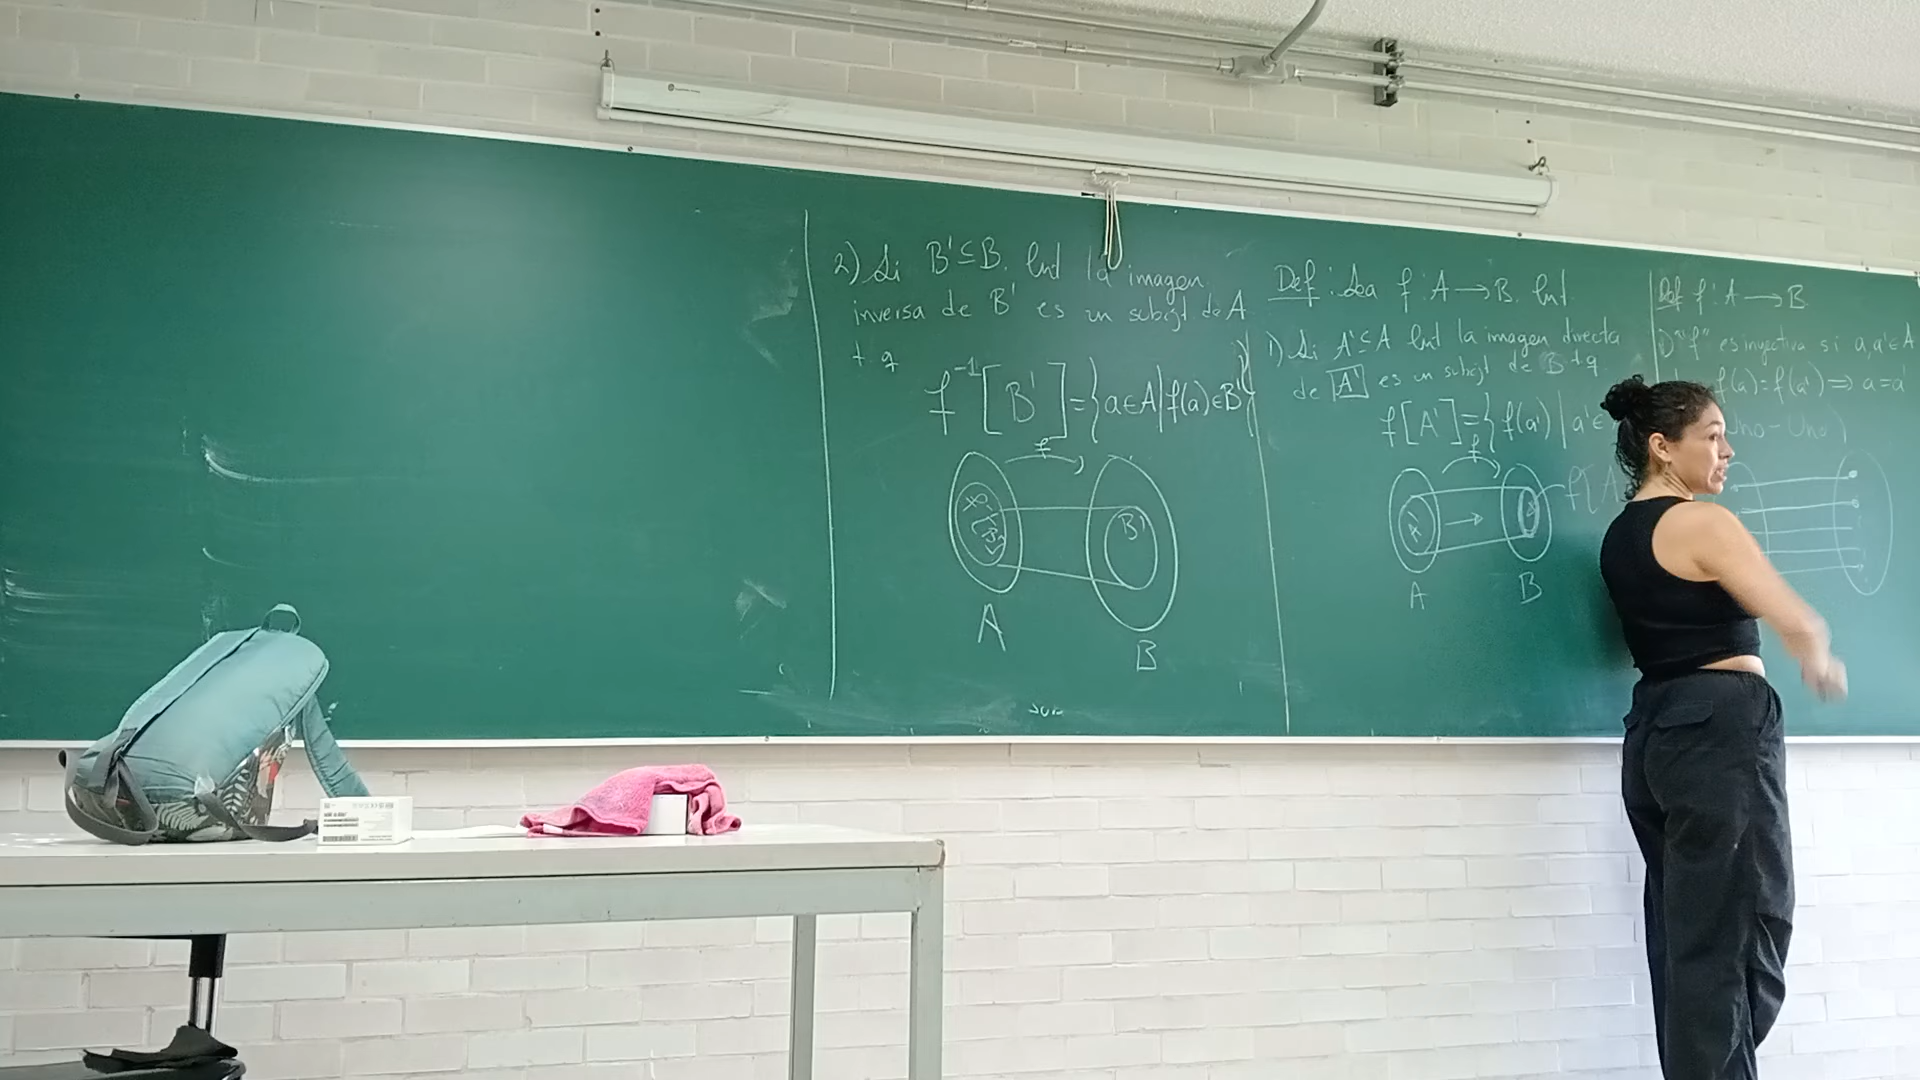 2) Si B' ⊆ B. Ent la imagen
inversa de B' es un subcjt de A
t q
f⁻¹[B'] = {a ∈ A | f(a) ∈ B'}
f
B'
A
B
Def: Sea f: A → B. Ent
1) Si A' ⊆ A Ent la imagen directa
de A' es un subcjt de B t q
f[A'] = { f(a') | a' ∈
f
f[A
A'
A
B
Def f: A → B
1) "f" es inyectiva si a, a' ∈ A
f(a) = f(a') ⇒ a = a'
Uno - Uno)